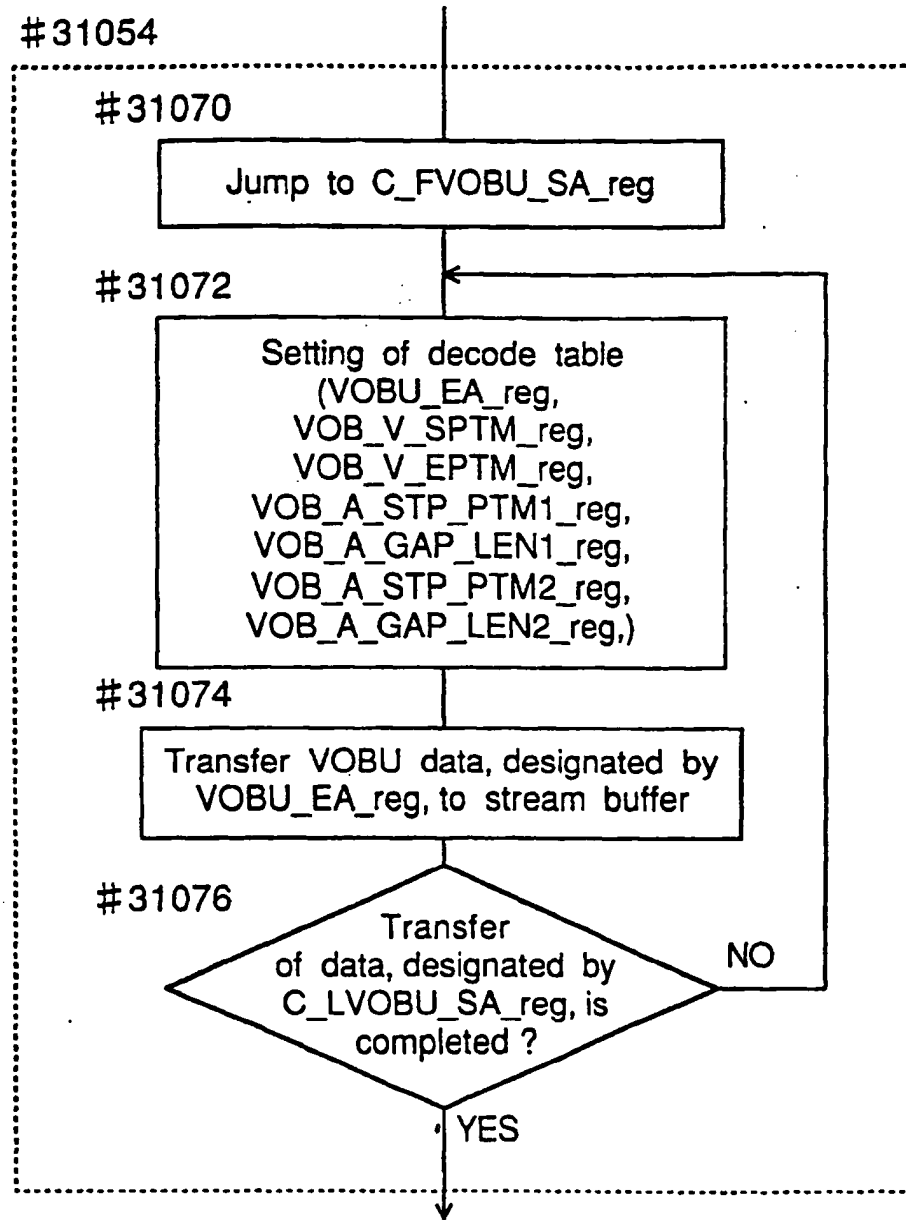 #31054
#31070
Jump to C_FVOBU_SA_reg
#31072
Setting of decode table
(VOBU_EA_reg,
VOB_V_SPTM_reg,
VOB_V_EPTM_reg,
VOB_A_STP_PTM1_reg,
VOB_A_GAP_LEN1_reg,
VOB_A_STP_PTM2_reg,
VOB_A_GAP_LEN2_reg,)
#31074
Transfer VOBU data, designated by
VOBU_EA_reg, to stream buffer
#31076
Transfer
of data, designated by
C_LVOBU_SA_reg, is
completed ?
NO
YES